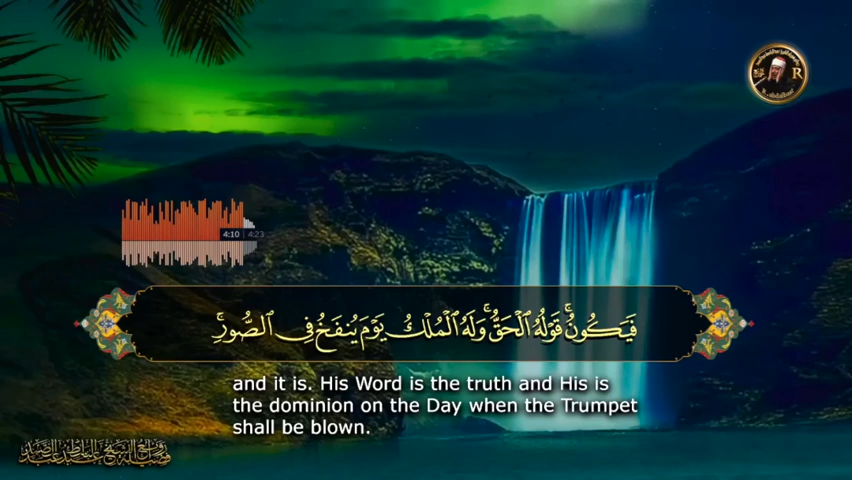 R
4:10 4:23
فَيَكُونُۚ قَوْلُهُ ٱلْحَقُّۚ وَلَهُ ٱلْمُلْكُ يَوْمَ يُنفَخُ فِى ٱلصُّورِۚ
and it is. His Word is the truth and His is
the dominion on the Day when the Trumpet
shall be blown.